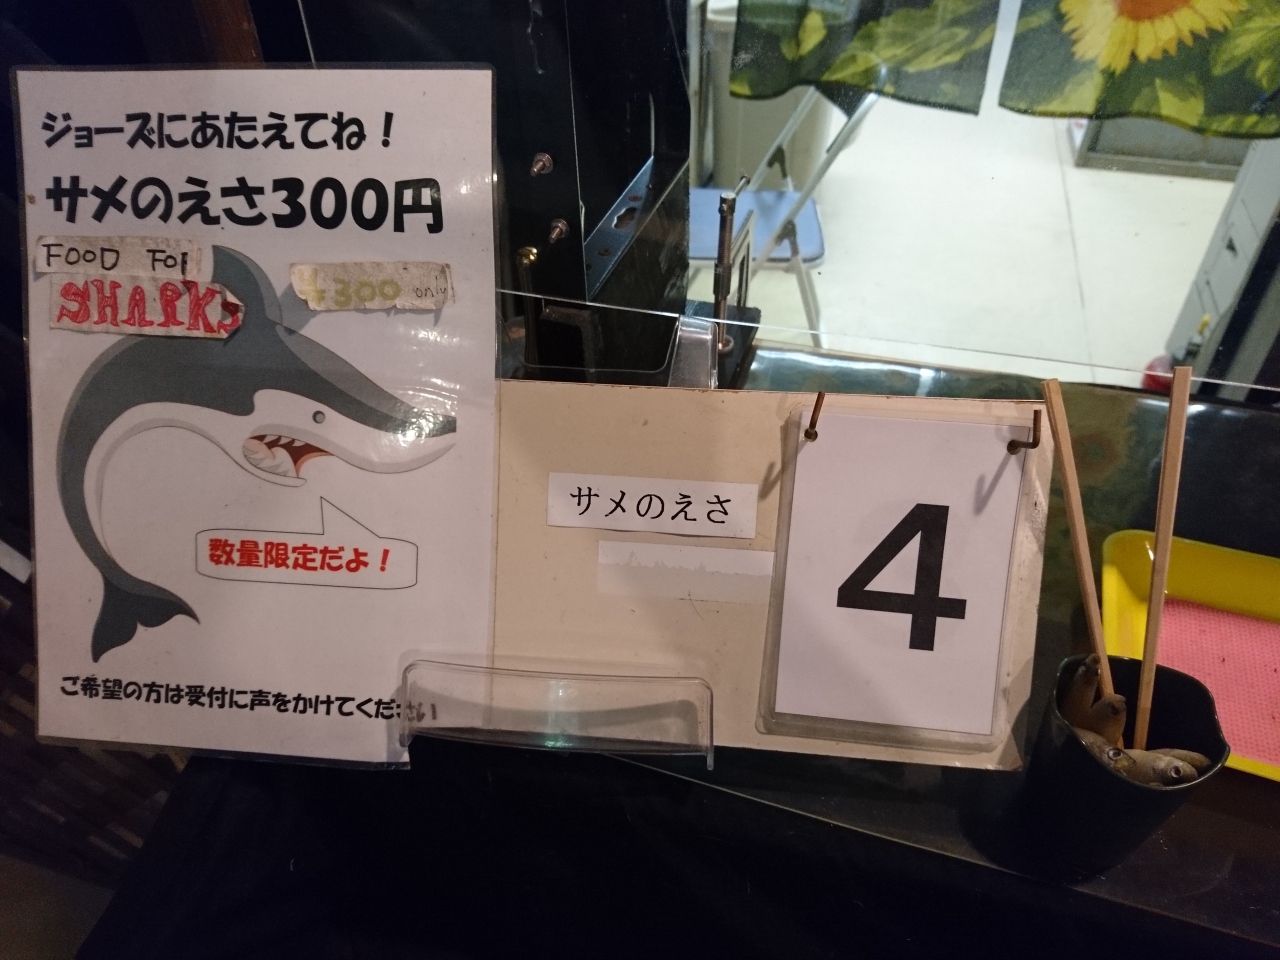 ジョーズにあたえてね！
サメのえさ300円
FOOD For
SHARKS
¥300 only
数量限定だよ！
ご希望の方は受付に声をかけてください
サメのえさ
4